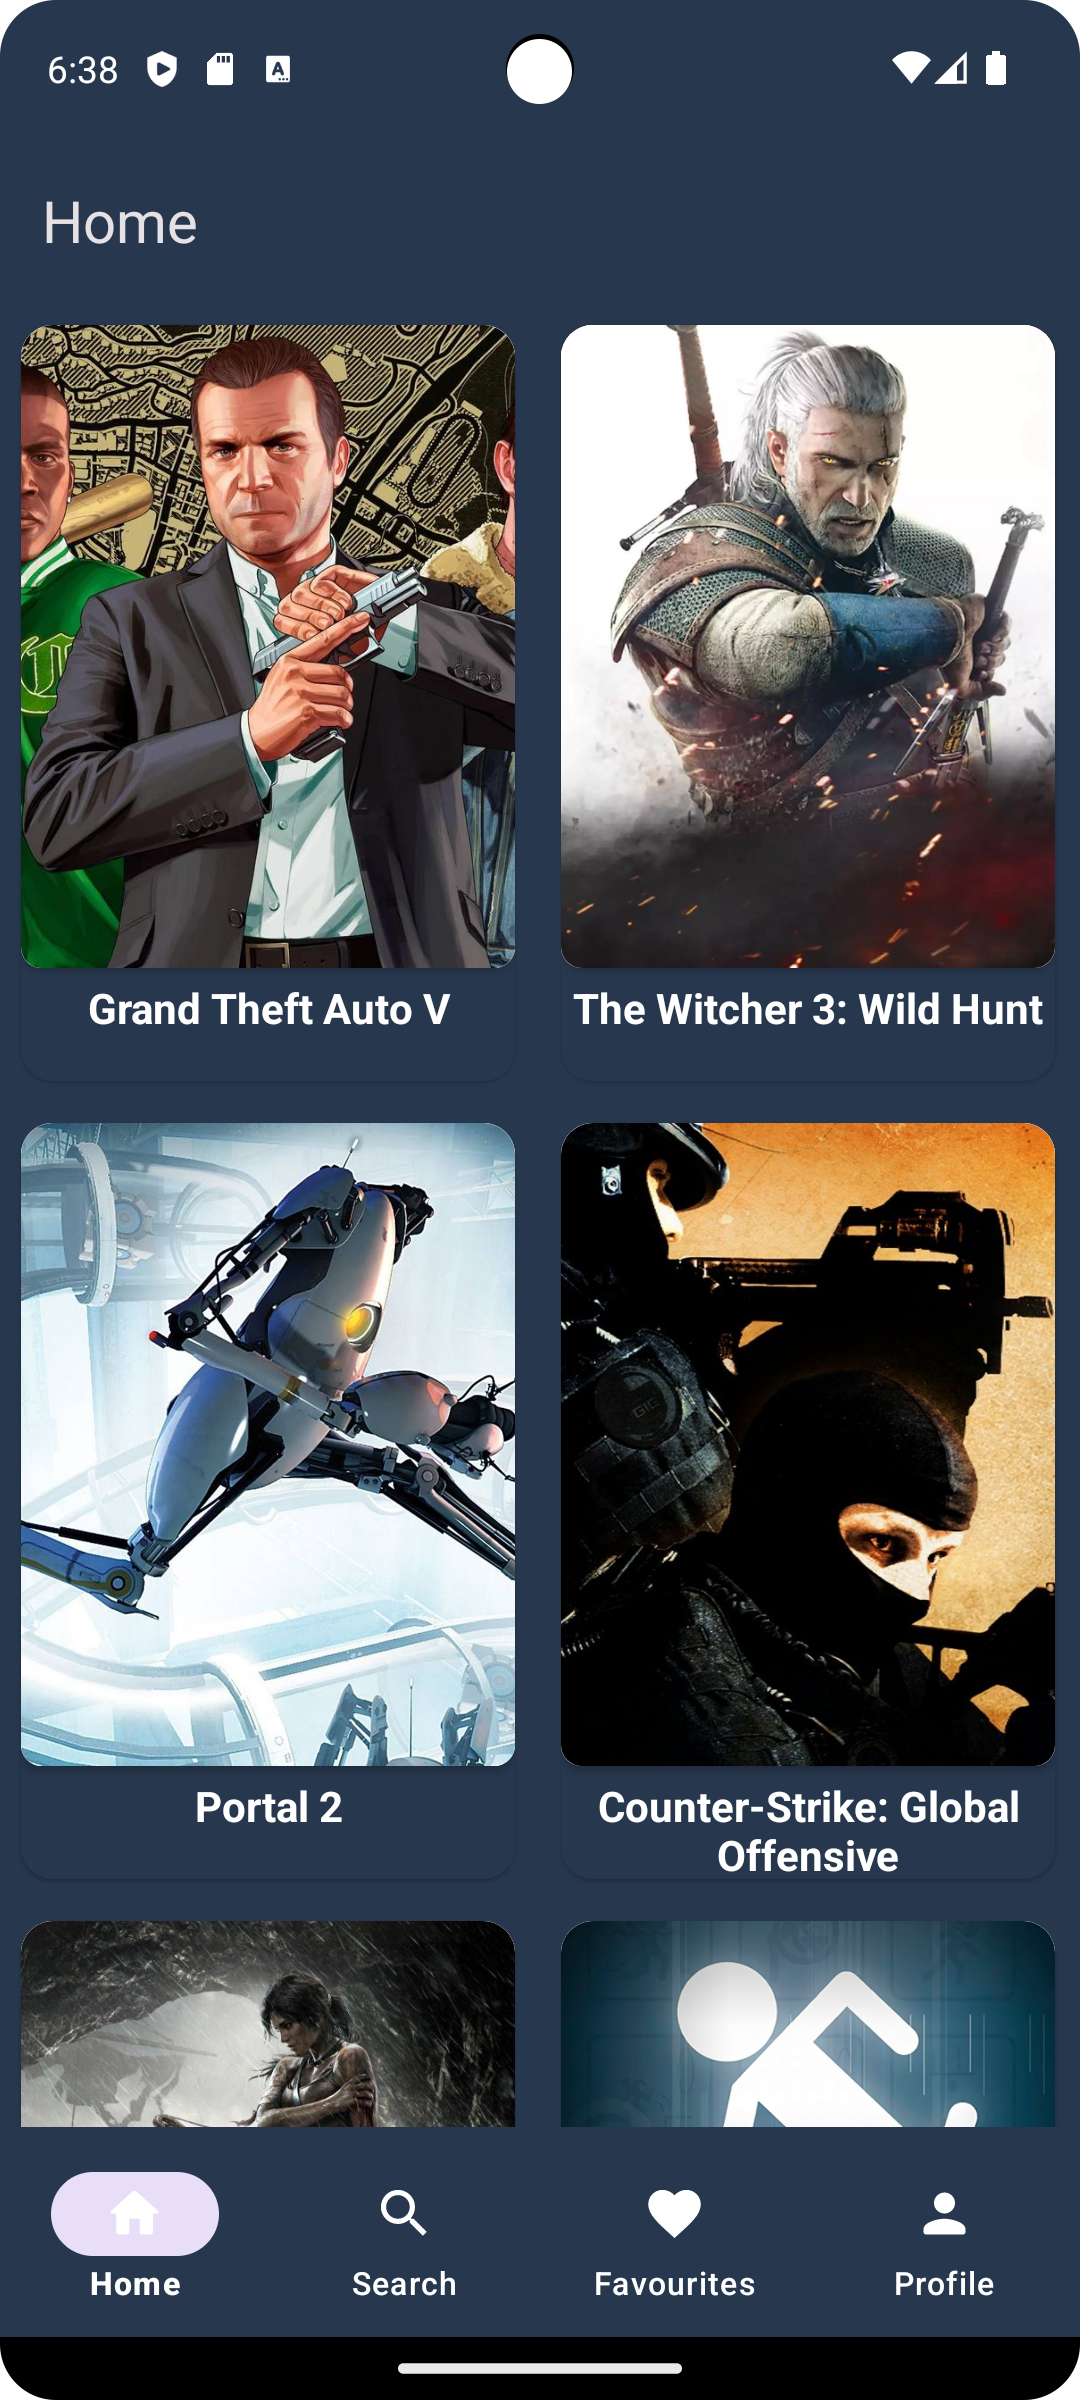 6:38
Home
Grand Theft Auto V
The Witcher 3: Wild Hunt
Portal 2
Counter-Strike: Global
Offensive
Home
Search
Favourites
Profile